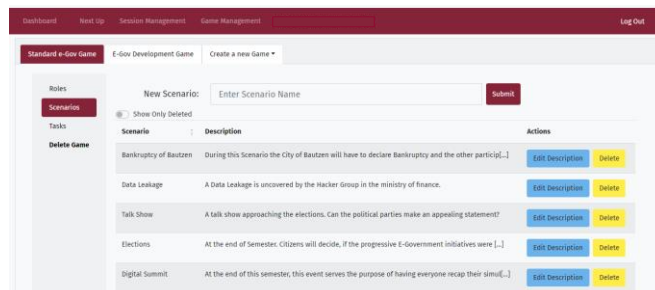 Dashboard Next Up Session Management Game Management Log Out
Standard e-Gov Game E-Gov Development Game Create a new Game
Roles
Scenarios
Tasks
Delete Game
New Scenario: Enter Scenario Name Submit
Show Only Deleted
Scenario Description Actions
Bankruptcy of Bautzen During this Scenario the City of Bautzen will have to declare Bankruptcy and the other particip[...] Edit Description Delete
Data Leakage A Data Leakage is uncovered by the Hacker Group in the ministry of finance. Edit Description Delete
Talk Show A talk show approaching the elections. Can the political parties make an appealing statement? Edit Description Delete
Elections At the end of Semester. Citizens will decide, if the progressive E-Government initiatives were [...] Edit Description Delete
Digital Summit At the end of this semester, this event serves the purpose of having everyone recap their simul[...] Edit Description Delete